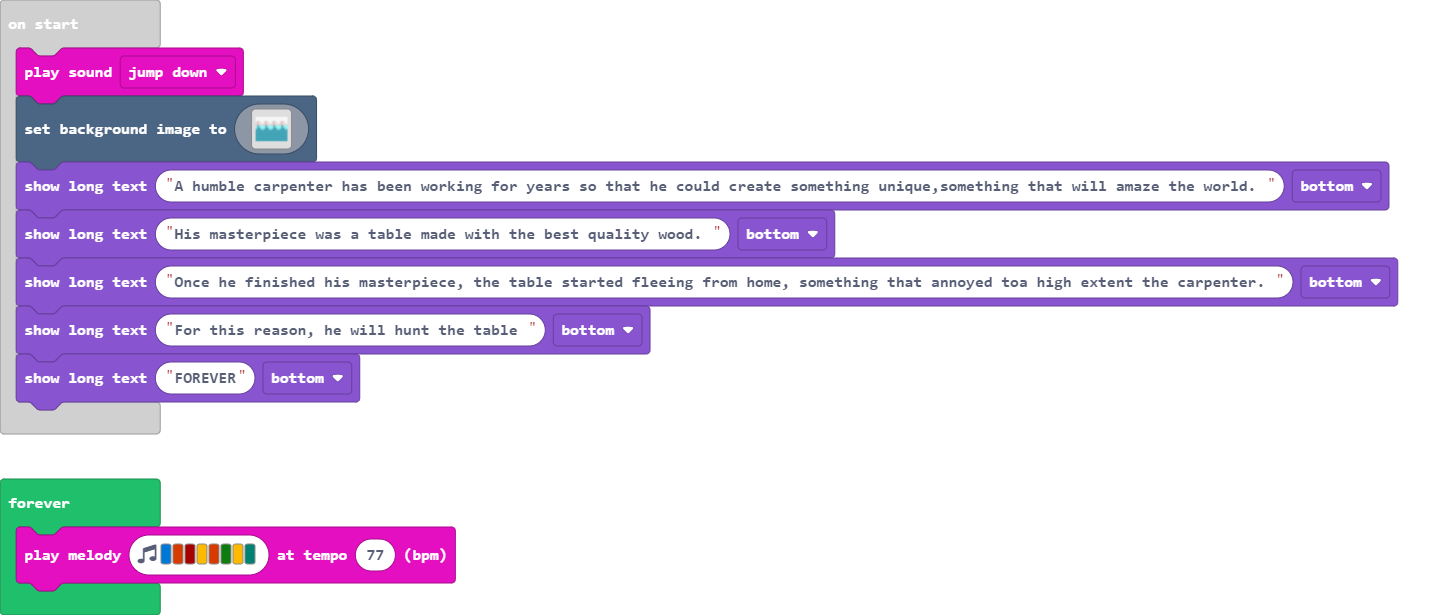 on start
play sound jump down
set background image to
show long text "A humble carpenter has been working for years so that he could create something unique,something that will amaze the world. " bottom
show long text "His masterpiece was a table made with the best quality wood. " bottom
show long text "Once he finished his masterpiece, the table started fleeing from home, something that annoyed toa high extent the carpenter. " bottom
show long text "For this reason, he will hunt the table " bottom
show long text "FOREVER" bottom
forever
play melody at tempo 77 (bpm)